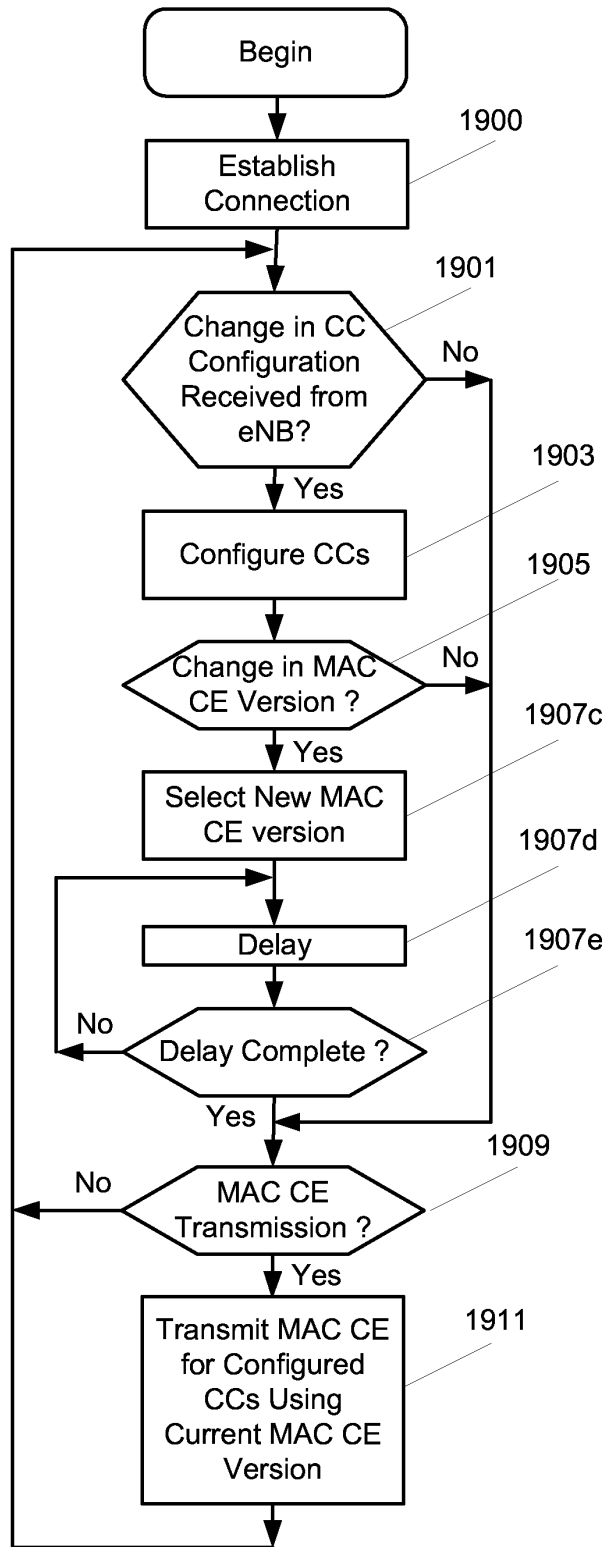 Begin
1900
Establish
Connection
1901
Change in CC
Configuration
Received from
eNB?
No
Yes
1903
Configure CCs
1905
Change in MAC
CE Version ?
No
Yes
1907c
Select New MAC
CE version
1907d
Delay
1907e
No
Delay Complete ?
Yes
1909
No
MAC CE
Transmission ?
Yes
1911
Transmit MAC CE
for Configured
CCs Using
Current MAC CE
Version